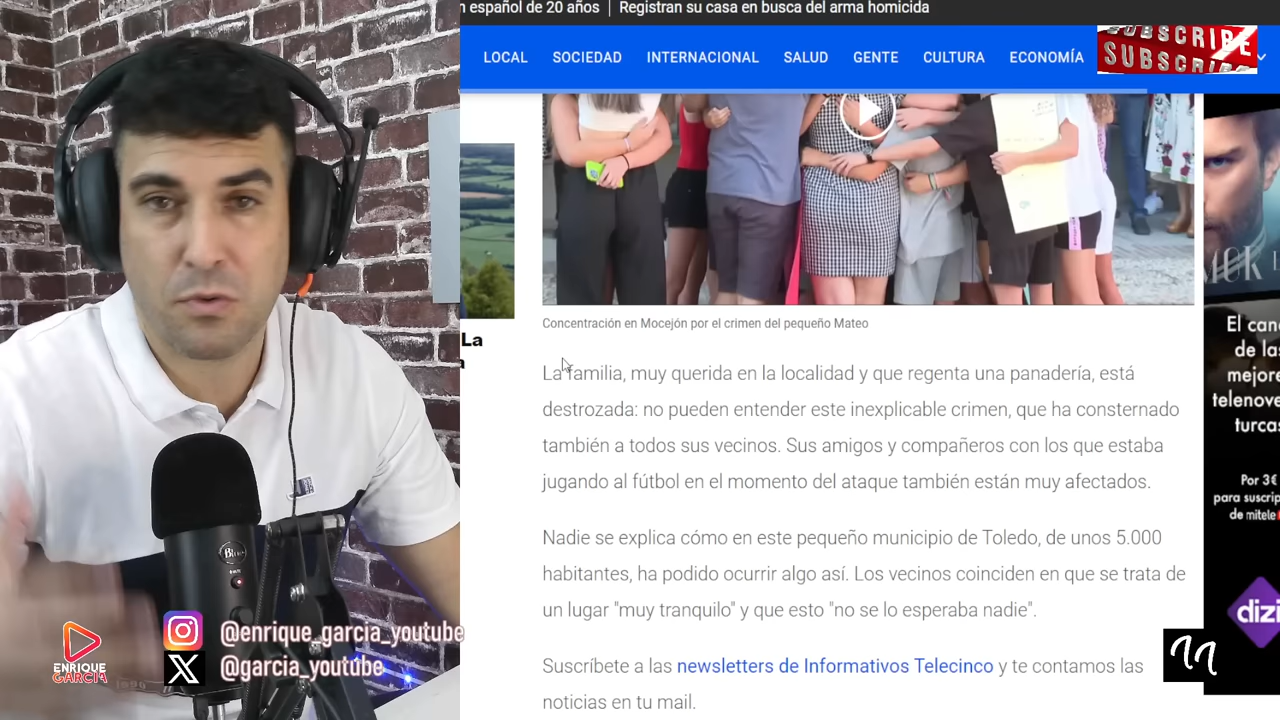 n español de 20 años | Registran su casa en busca del arma homicida
LOCAL SOCIEDAD INTERNACIONAL SALUD GENTE CULTURA ECONOMÍA
SUBSCRIBE
SUBSCRIBE
Concentración en Mocejón por el crimen del pequeño Mateo
La
a
La familia, muy querida en la localidad y que regenta una panadería, está
destrozada: no pueden entender este inexplicable crimen, que ha consternado
también a todos sus vecinos. Sus amigos y compañeros con los que estaba
jugando al fútbol en el momento del ataque también están muy afectados.
Nadie se explica cómo en este pequeño municipio de Toledo, de unos 5.000
habitantes, ha podido ocurrir algo así. Los vecinos coinciden en que se trata de
un lugar "muy tranquilo" y que esto "no se lo esperaba nadie".
Suscríbete a las newsletters de Informativos Telecinco y te contamos las
noticias en tu mail.
El can
de las
mejore
telenove
turcas
Por 3€
para suscrip
de mitele
dizi
Blue
@enrique_garcia_youtube
@garcia_youtube
ENRIQUE
GARCIA